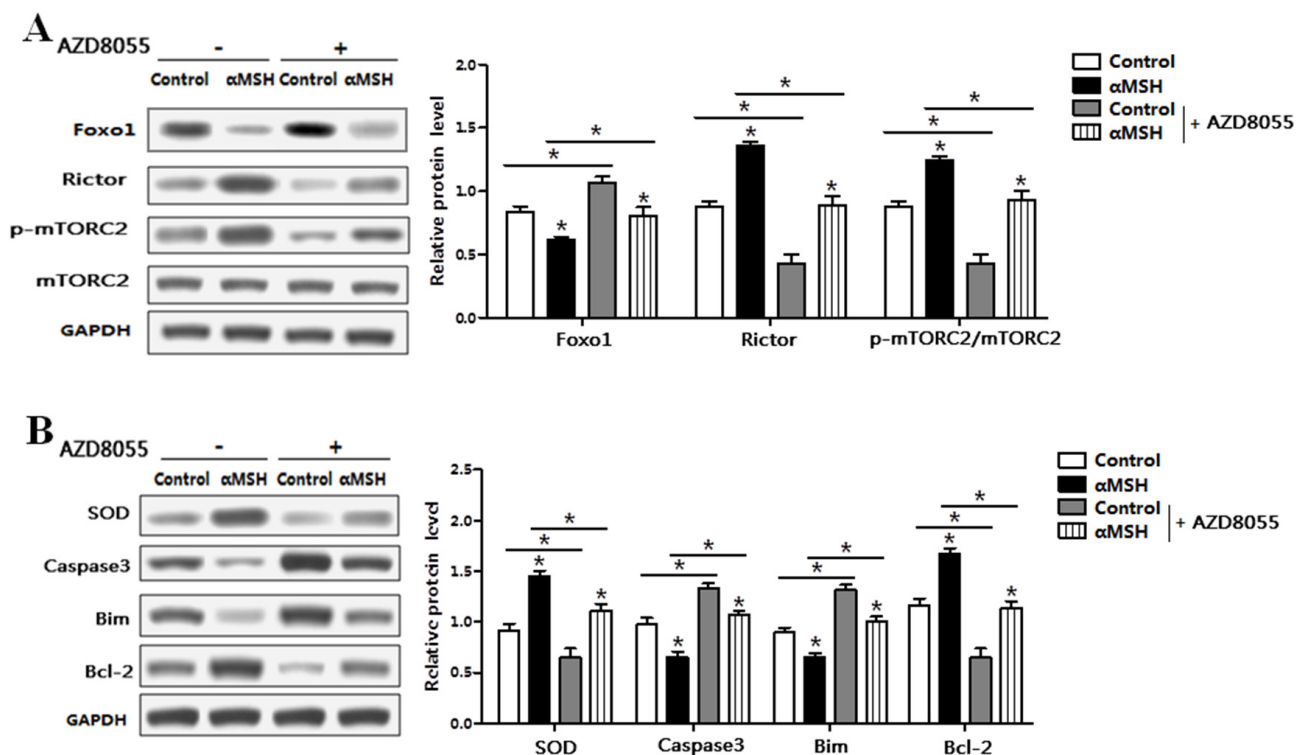 A
AZD8055 - +
Control αMSH Control αMSH
Foxo1
Rictor
p-mTORC2
mTORC2
GAPDH
Relative protein level
2.0
1.5
1.0
0.5
0.0
* * * * * *
* * * * * *
Foxo1 Rictor p-mTORC2/mTORC2
Control
αMSH
Control
αMSH
+ AZD8055
B
AZD8055 - +
Control αMSH Control αMSH
SOD
Caspase3
Bim
Bcl-2
GAPDH
Relative protein level
2.5
2.0
1.5
1.0
0.5
0.0
* * * * * * * *
* * * * * * * *
SOD Caspase3 Bim Bcl-2
Control
αMSH
Control
αMSH
+ AZD8055